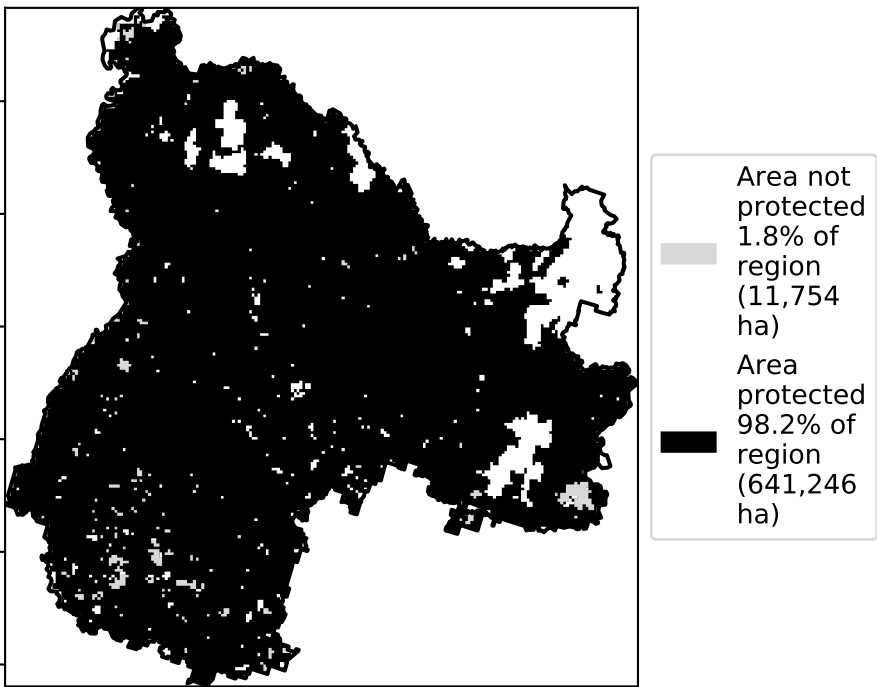 Area not
protected
1.8% of
region
(11,754
ha)
Area
protected
98.2% of
region
(641,246
ha)